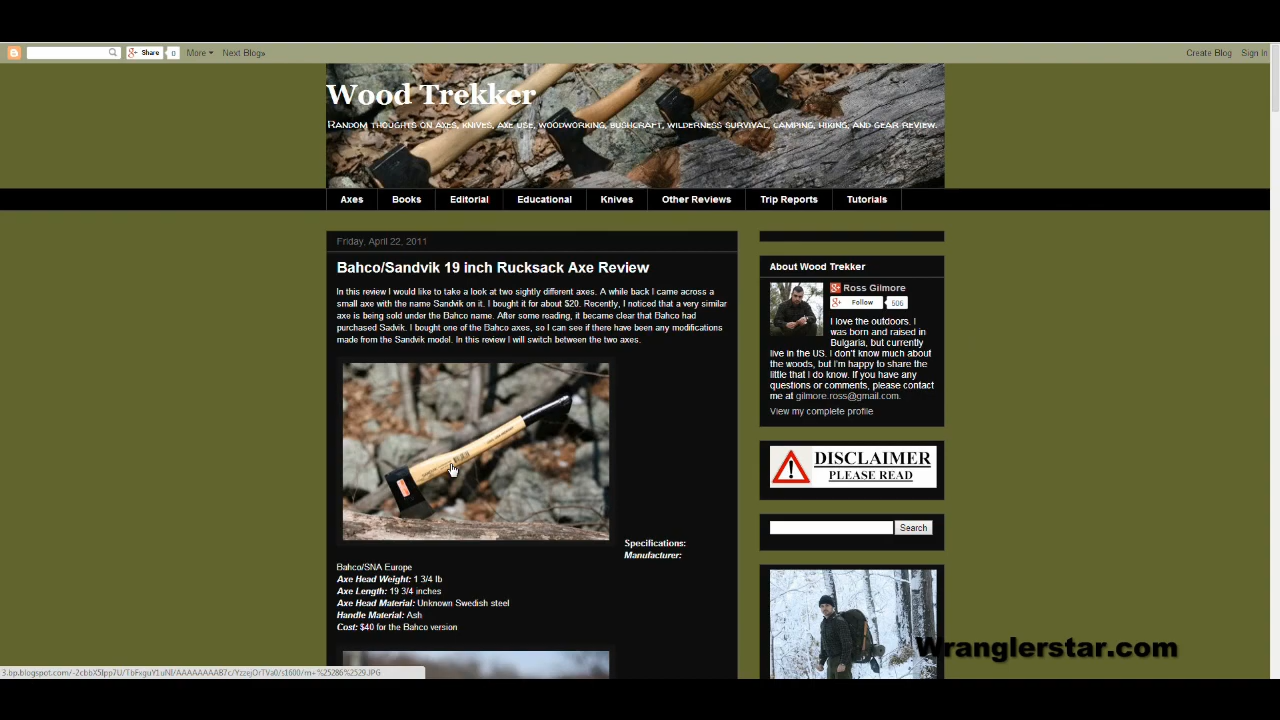 Share
0
More
Next Blog»
Create Blog
Sign In
Wood Trekker
Random thoughts on axes, knives, axe use, woodworking, bushcraft, wilderness survival, camping, hiking, and gear review.
Axes
Books
Editorial
Educational
Knives
Other Reviews
Trip Reports
Tutorials
Friday, April 22, 2011
Bahco/Sandvik 19 inch Rucksack Axe Review
In this review I would like to take a look at two sightly different axes. A while back I came across a
small axe with the name Sandvik on it. I bought it for about $20. Recently, I noticed that a very similar
axe is being sold under the Bahco name. After some reading, it became clear that Bahco had
purchased Sadvik. I bought one of the Bahco axes, so I can see if there have been any modifications
made from the Sandvik model. In this review I will switch between the two axes.
Specifications:
Manufacturer:
Bahco/SNA Europe
Axe Head Weight: 1 3/4 lb
Axe Length: 19 3/4 inches
Axe Head Material: Unknown Swedish steel
Handle Material: Ash
Cost: $40 for the Bahco version
About Wood Trekker
Ross Gilmore
Follow
506
I love the outdoors. I
was born and raised in
Bulgaria, but currently
live in the US. I don't know much about
the woods, but I'm happy to share the
little that I do know. If you have any
questions or comments, please contact
me at gilmore.ross@gmail.com.
View my complete profile
DISCLAIMER
PLEASE READ
Search
Wranglerstar.com